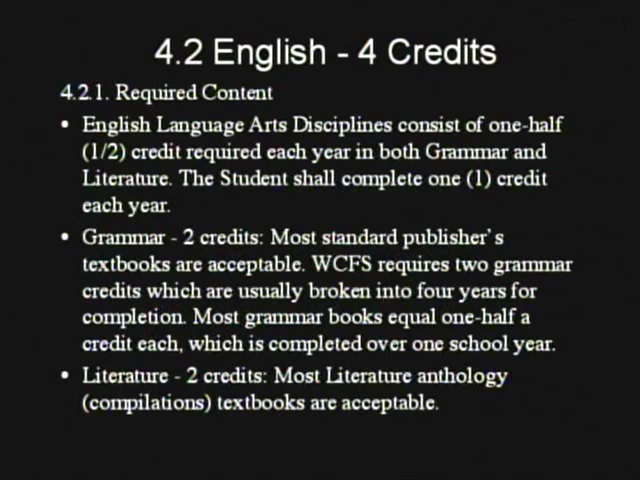 4.2 English - 4 Credits
4.2.1. Required Content
• English Language Arts Disciplines consist of one-half
(1/2) credit required each year in both Grammar and
Literature. The Student shall complete one (1) credit
each year.
• Grammar - 2 credits: Most standard publisher's
textbooks are acceptable. WCFS requires two grammar
credits which are usually broken into four years for
completion. Most grammar books equal one-half a
credit each, which is completed over one school year.
• Literature - 2 credits: Most Literature anthology
(compilations) textbooks are acceptable.